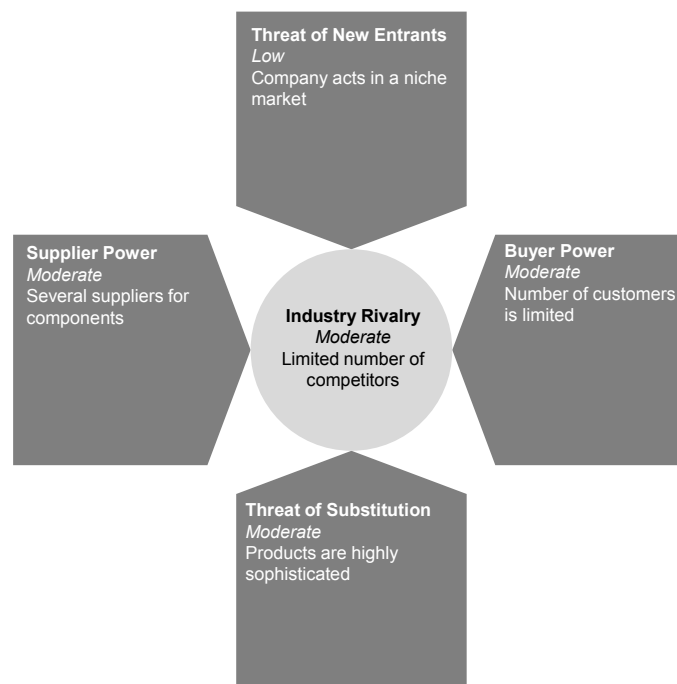 Threat of New Entrants
Low
Company acts in a niche
market
Supplier Power
Moderate
Several suppliers for
components
Industry Rivalry
Moderate
Limited number of
competitors
Buyer Power
Moderate
Number of customers
is limited
Threat of Substitution
Moderate
Products are highly
sophisticated